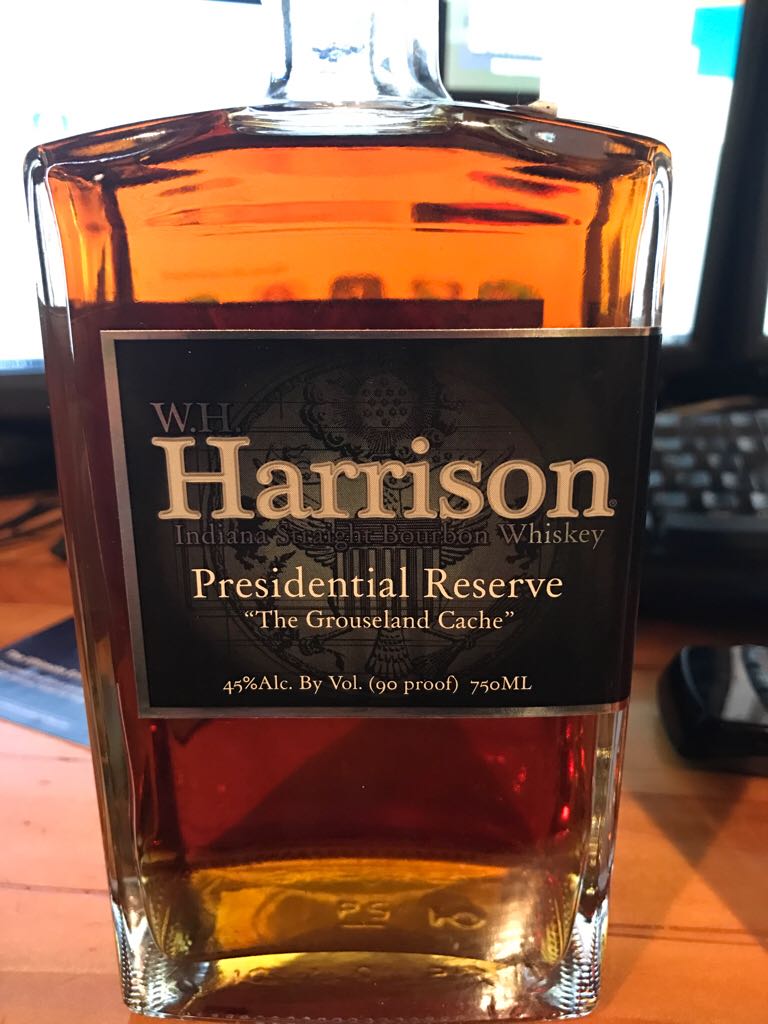 W.H.
Harrison®
Indiana Straight Bourbon Whiskey
Presidential Reserve
“The Grouseland Cache”
45%Alc. By Vol. (90 proof) 750ML